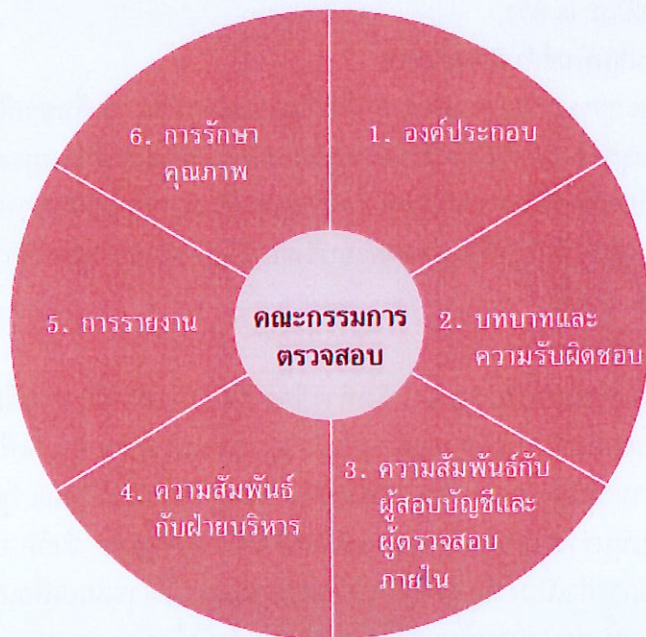 คณะกรรมการ
ตรวจสอบ
1. องค์ประกอบ
2. บทบาทและ
ความรับผิดชอบ
3. ความสัมพันธ์กับ
ผู้สอบบัญชีและ
ผู้ตรวจสอบ
ภายใน
4. ความสัมพันธ์
กับฝ่ายบริหาร
5. การรายงาน
6. การรักษา
คุณภาพ